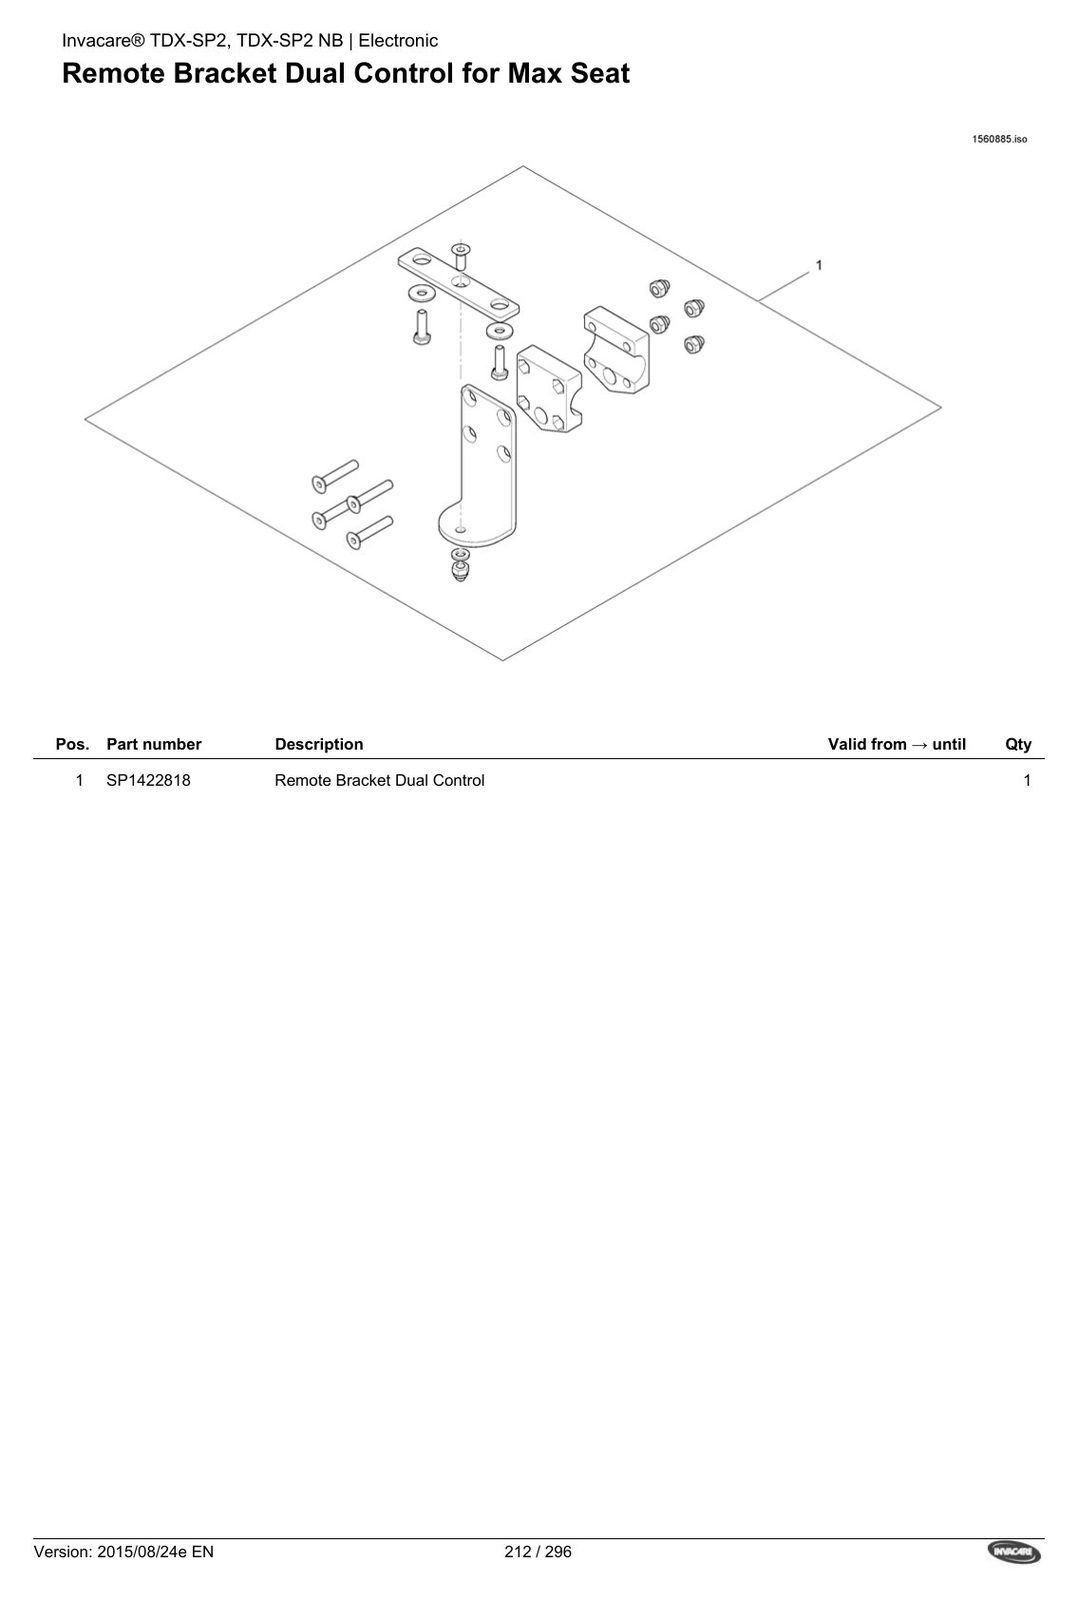 Invacare® TDX-SP2, TDX-SP2 NB | Electronic
Remote Bracket Dual Control for Max Seat
1560885.iso
1
Pos. Part number Description Valid from → until Qty
1 SP1422818 Remote Bracket Dual Control 1
Version: 2015/08/24e EN 212 / 296 INVACARE